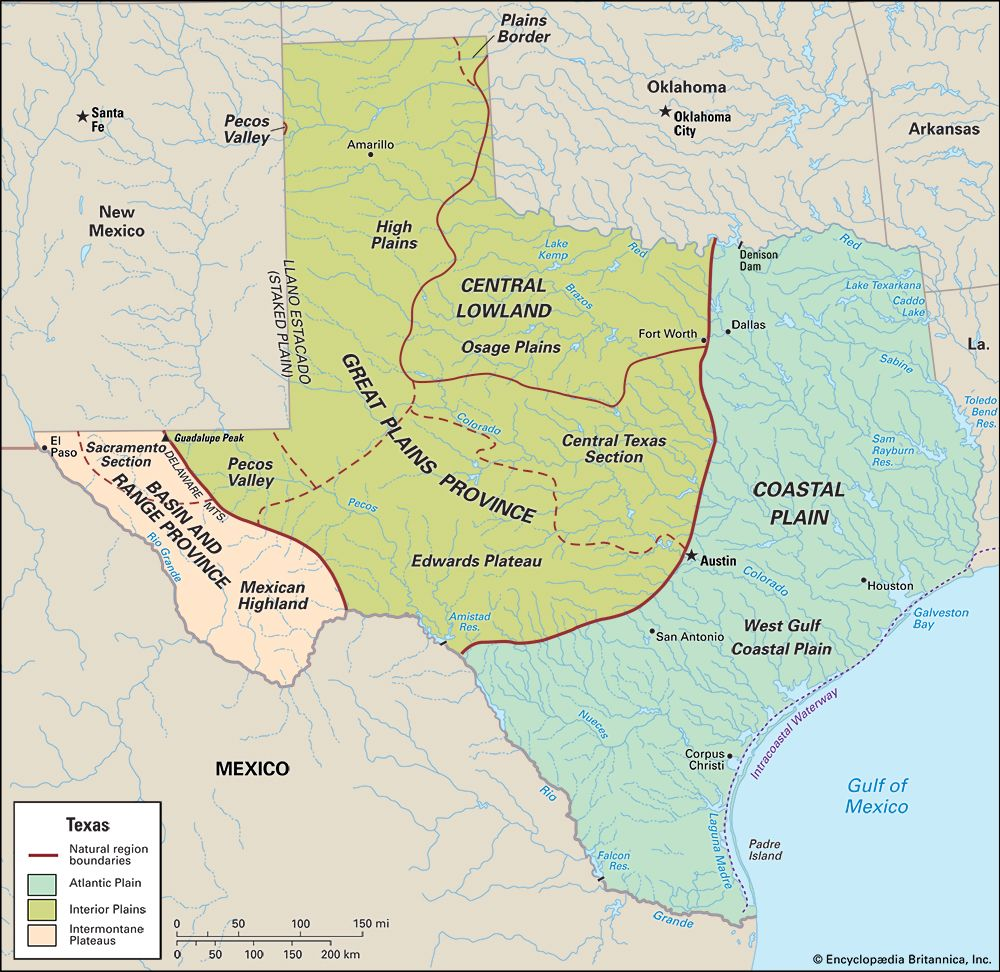 Plains
Border
Oklahoma
Oklahoma
City
Arkansas
Santa
Fe
Pecos
Valley
Amarillo
New
Mexico
High
Plains
Lake
Kemp
Red
Denison
Dam
Red
LLANO ESTACADO
(STAKED PLAIN)
CENTRAL
LOWLAND
Brazos
Lake Texarkana
Caddo
Lake
Osage Plains
Fort Worth
Dallas
La.
Sabine
GREAT PLAINS PROVINCE
Toledo
Bend
Res.
El
Paso
Sacramento
Section
Guadalupe Peak
Colorado
Central Texas
Section
Sam
Rayburn
Res.
DELAWARE MTS.
Pecos
Valley
BASIN AND
RANGE PROVINCE
COASTAL
PLAIN
Pecos
Rio Grande
Edwards Plateau
Austin
Colorado
Mexican
Highland
Houston
Amistad
Res.
Galveston
Bay
San Antonio
West Gulf
Coastal Plain
Nueces
Intracoastal Waterway
MEXICO
Corpus
Christi
Gulf of
Mexico
Rio
Laguna Madre
Padre
Island
Falcon
Res.
Grande
Texas
Natural region
boundaries
Atlantic Plain
Interior Plains
Intermontane
Plateaus
0 50 100 150 mi
0 50 100 150 200 km
© Encyclopædia Britannica, Inc.